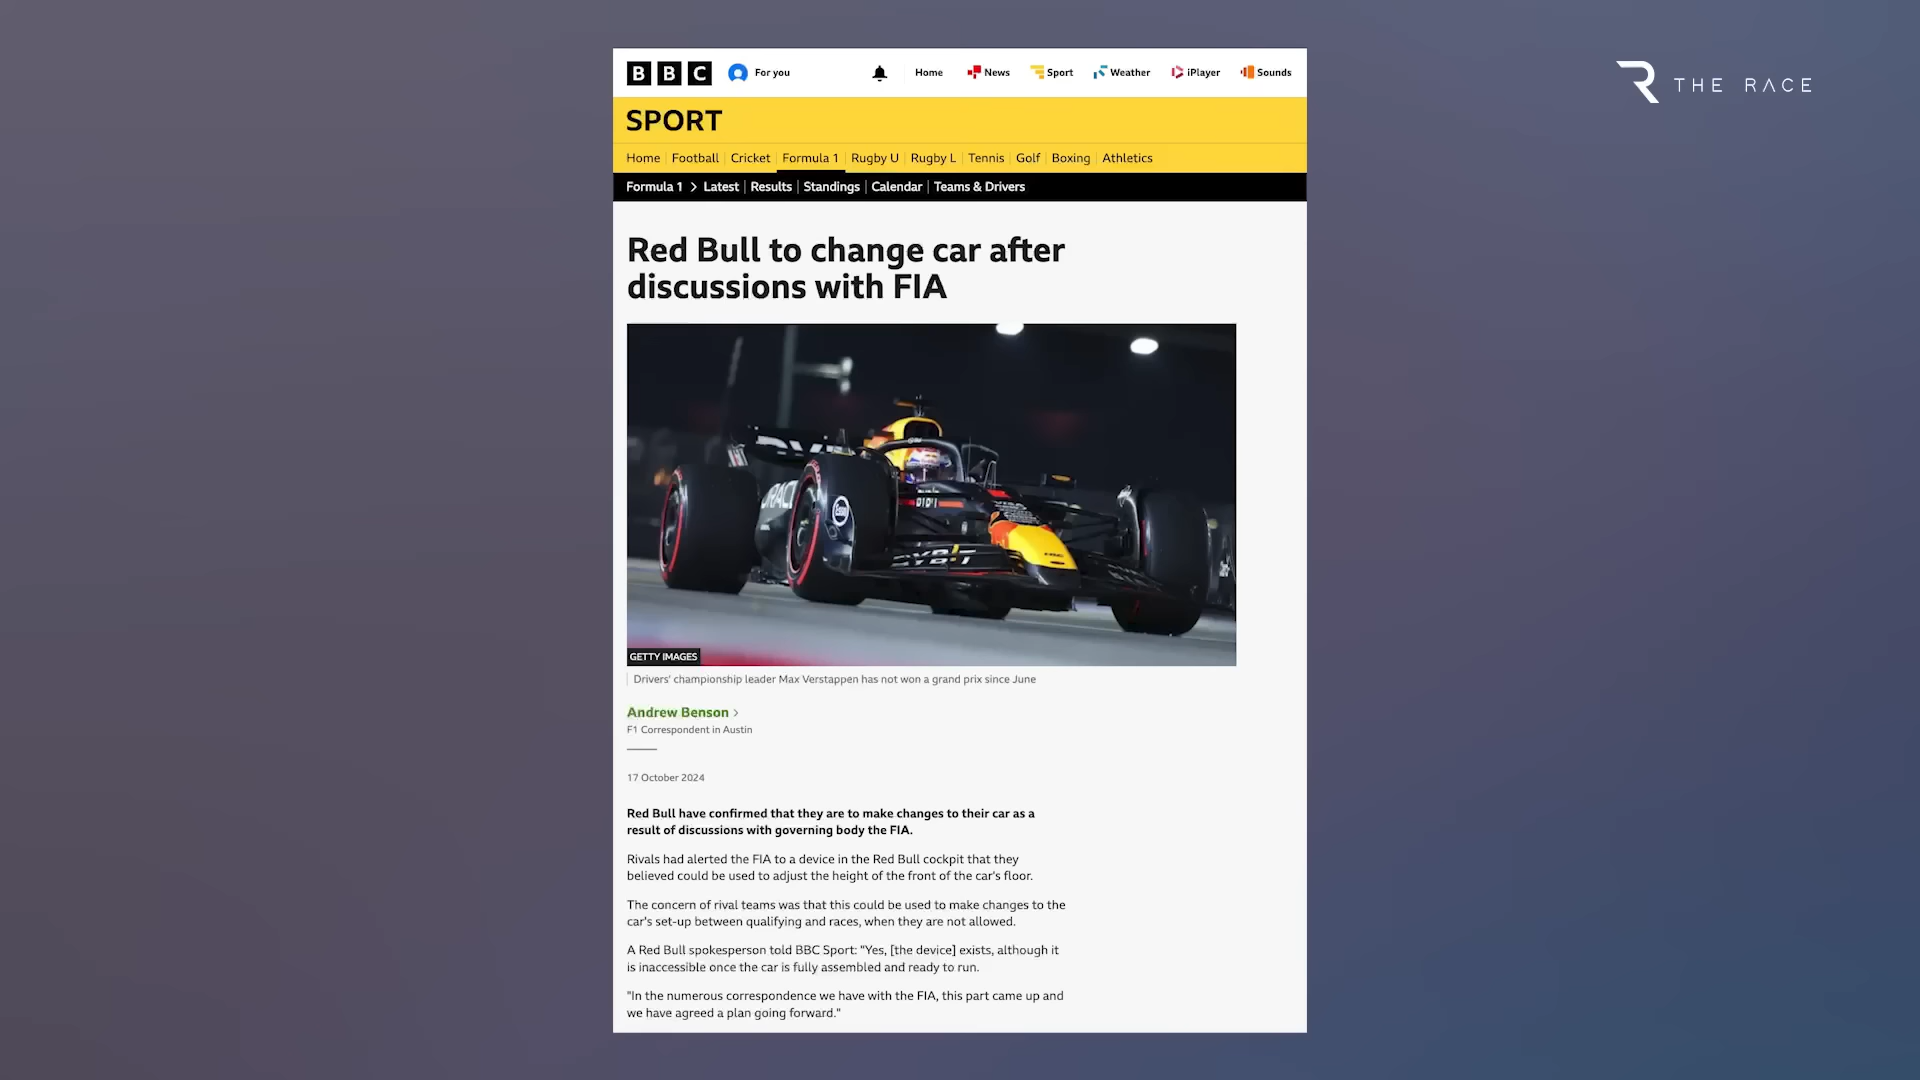 BBC
For you
Home
News
Sport
Weather
iPlayer
Sounds
THE RACE
SPORT
Home
Football
Cricket
Formula 1
Rugby U
Rugby L
Tennis
Golf
Boxing
Athletics
Formula 1
Latest
Results
Standings
Calendar
Teams & Drivers
Red Bull to change car after
discussions with FIA
BYBIT
GETTY IMAGES
Drivers' championship leader Max Verstappen has not won a grand prix since June
Andrew Benson
F1 Correspondent in Austin
17 October 2024
Red Bull have confirmed that they are to make changes to their car as a
result of discussions with governing body the FIA.
Rivals had alerted the FIA to a device in the Red Bull cockpit that they
believed could be used to adjust the height of the front of the car's floor.
The concern of rival teams was that this could be used to make changes to the
car's set-up between qualifying and races, when they are not allowed.
A Red Bull spokesperson told BBC Sport: "Yes, [the device] exists, although it
is inaccessible once the car is fully assembled and ready to run.
"In the numerous correspondence we have with the FIA, this part came up and
we have agreed a plan going forward."